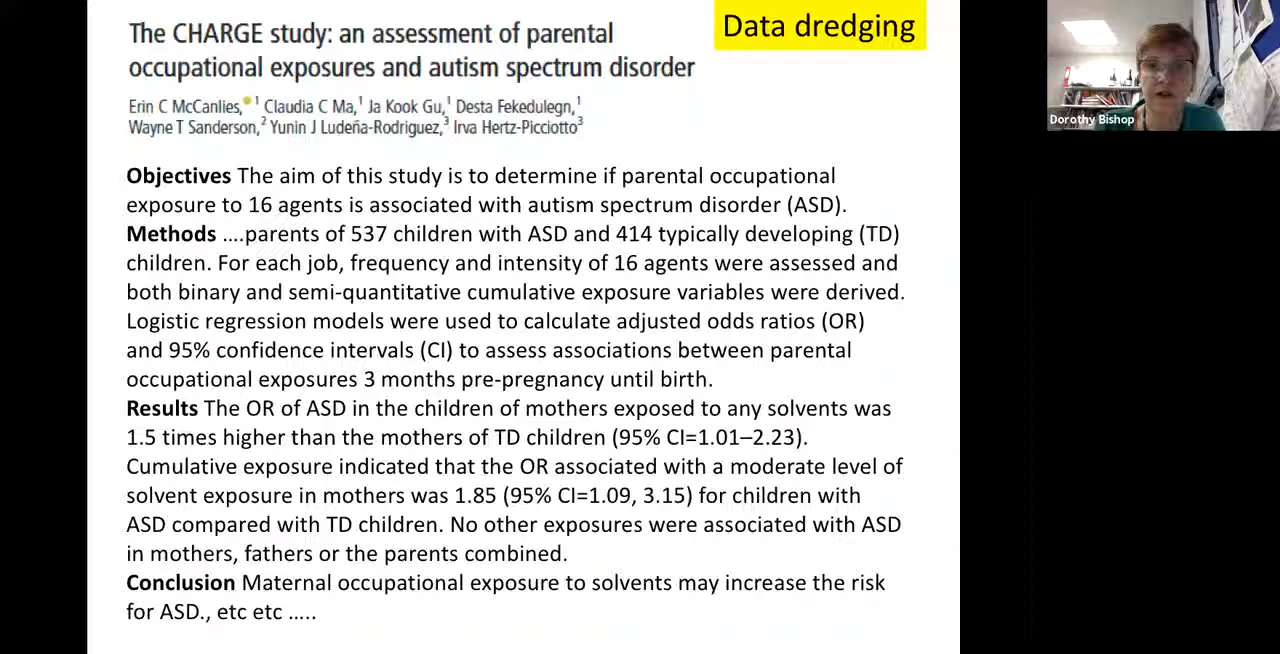 The CHARGE study: an assessment of parental
occupational exposures and autism spectrum disorder
Data dredging
Erin C McCanlies,¹ Claudia C Ma,¹ Ja Kook Gu,¹ Desta Fekedulegn,¹
Wayne T Sanderson,² Yunin J Ludeña-Rodriguez,³ Irva Hertz-Picciotto³
Dorothy Bishop
Objectives The aim of this study is to determine if parental occupational
exposure to 16 agents is associated with autism spectrum disorder (ASD).
Methods ....parents of 537 children with ASD and 414 typically developing (TD)
children. For each job, frequency and intensity of 16 agents were assessed and
both binary and semi-quantitative cumulative exposure variables were derived.
Logistic regression models were used to calculate adjusted odds ratios (OR)
and 95% confidence intervals (CI) to assess associations between parental
occupational exposures 3 months pre-pregnancy until birth.
Results The OR of ASD in the children of mothers exposed to any solvents was
1.5 times higher than the mothers of TD children (95% CI=1.01–2.23).
Cumulative exposure indicated that the OR associated with a moderate level of
solvent exposure in mothers was 1.85 (95% CI=1.09, 3.15) for children with
ASD compared with TD children. No other exposures were associated with ASD
in mothers, fathers or the parents combined.
Conclusion Maternal occupational exposure to solvents may increase the risk
for ASD., etc etc .....